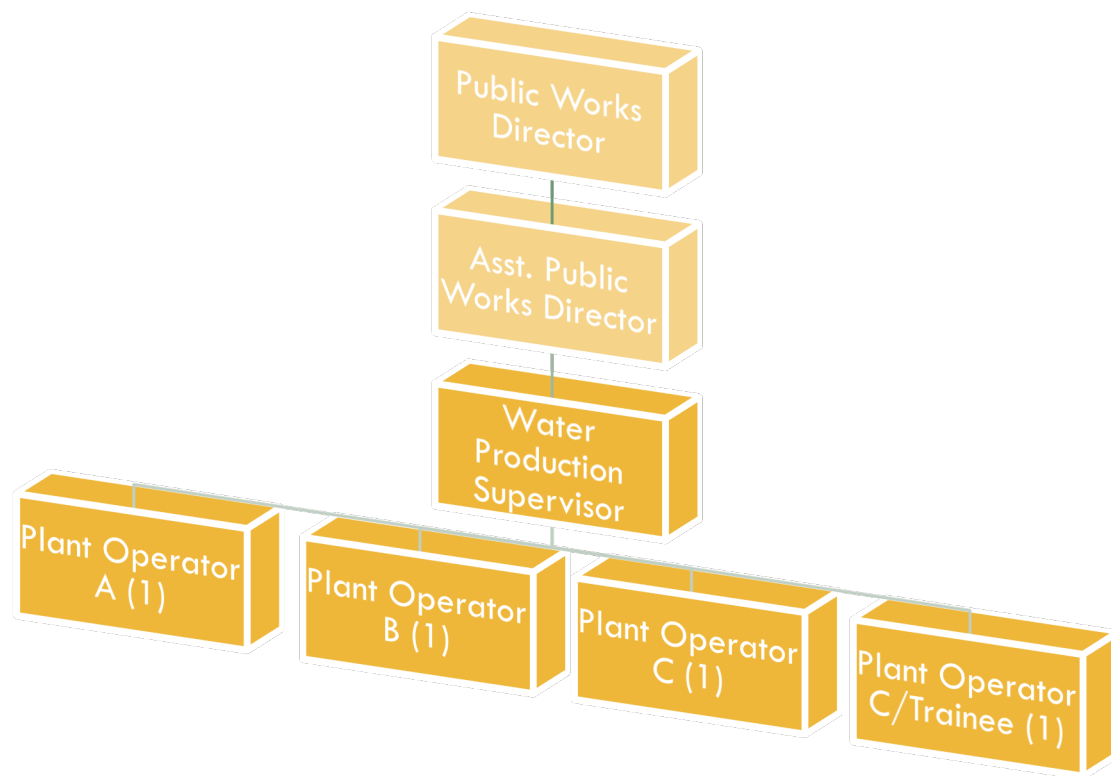 Public Works
Director
Asst. Public
Works Director
Water
Production
Supervisor
Plant Operator
A (1)
Plant Operator
B (1)
Plant Operator
C (1)
Plant Operator
C/Trainee (1)